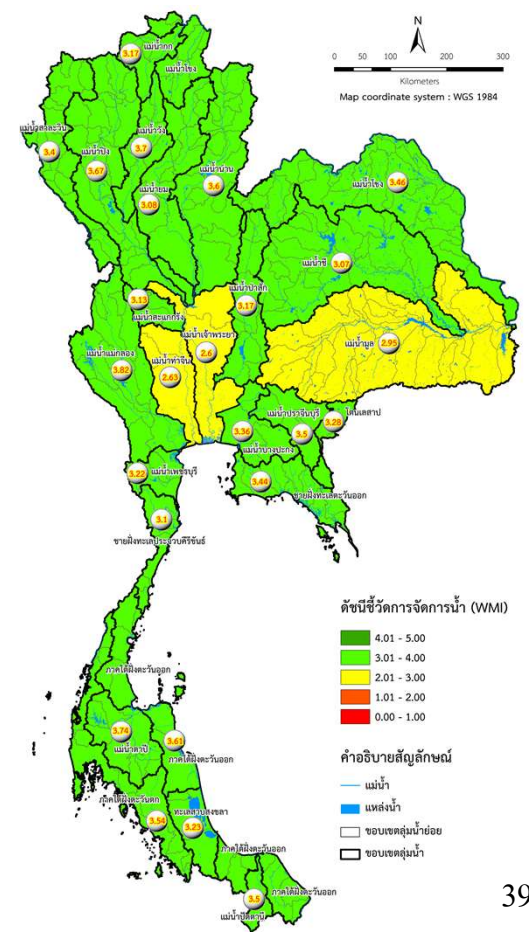 N
0 50 100 200 300
Kilometers
Map coordinate system : WGS 1984
แม่น้ำกก
3.17
แม่น้ำโขง
แม่น้ำสาละวิน
3.4
แม่น้ำปิง
3.67
แม่น้ำวัง
3.7
แม่น้ำยม
3.08
แม่น้ำน่าน
3.6
3.46
แม่น้ำโขง
แม่น้ำชี
3.07
3.13
แม่น้ำสะแกกรัง
แม่น้ำป่าสัก
3.17
แม่น้ำเจ้าพระยา
2.6
แม่น้ำมูล
2.95
แม่น้ำแม่กลอง
3.82
แม่น้ำท่าจีน
2.63
แม่น้ำปราจีนบุรี
3.5
โตนเลสาป
3.28
3.36
แม่น้ำบางปะกง
3.22
แม่น้ำเพชรบุรี
3.44
ชายฝั่งทะเลตะวันออก
3.1
ชายฝั่งทะเลประจวบคีรีขันธ์
ดัชนีชี้วัดการจัดการน้ำ (WMI)
4.01 - 5.00
3.01 - 4.00
2.01 - 3.00
1.01 - 2.00
0.00 - 1.00
คำอธิบายสัญลักษณ์
แม่น้ำ
แหล่งน้ำ
ขอบเขตลุ่มน้ำย่อย
ขอบเขตลุ่มน้ำ
ภาคใต้ฝั่งตะวันออก
3.74
แม่น้ำตาปี
3.61
ภาคใต้ฝั่งตะวันออก
ภาคใต้ฝั่งตะวันตก
3.54
ทะเลสาบสงขลา
3.23
ภาคใต้ฝั่งตะวันออก
ภาคใต้ฝั่งตะวันออก
3.5
แม่น้ำปัตตานี
39